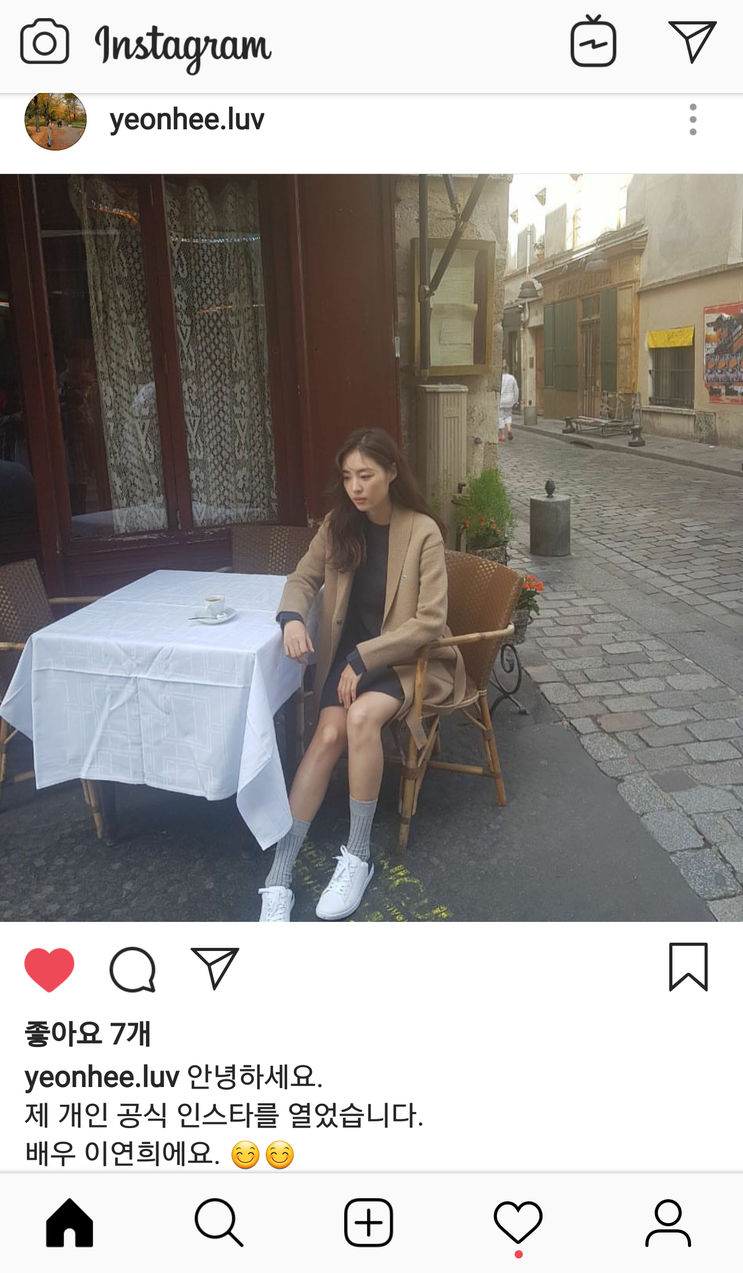 Instagram
yeonhee.luv
좋아요 7개
yeonhee.luv 안녕하세요.
제 개인 공식 인스타를 열었습니다.
배우 이연희에요. 😊😊